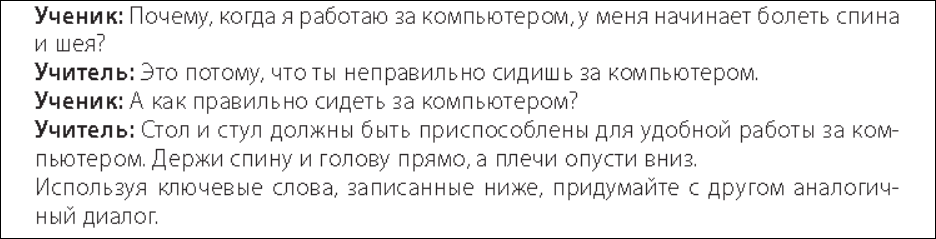 Ученик: Почему, когда я работаю за компьютером, у меня начинает болеть спина
и шея?
Учитель: Это потому, что ты неправильно сидишь за компьютером.
Ученик: А как правильно сидеть за компьютером?
Учитель: Стол и стул должны быть приспособлены для удобной работы за ком-
пьютером. Держи спину и голову прямо, а плечи опусти вниз.
Используя ключевые слова, записанные ниже, придумайте с другом аналогич-
ный диалог.